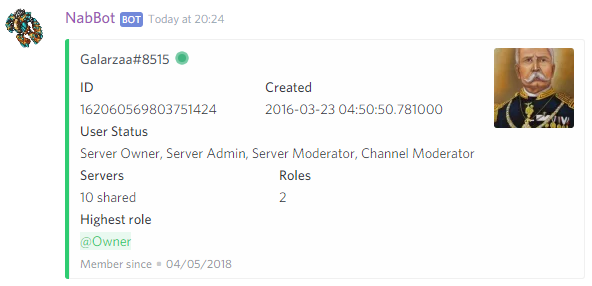 NabBot BOT Today at 20:24
Galarzaa#8515
ID Created
162060569803751424 2016-03-23 04:50:50.781000
User Status
Server Owner, Server Admin, Server Moderator, Channel Moderator
Servers Roles
10 shared 2
Highest role
@Owner
Member since • 04/05/2018